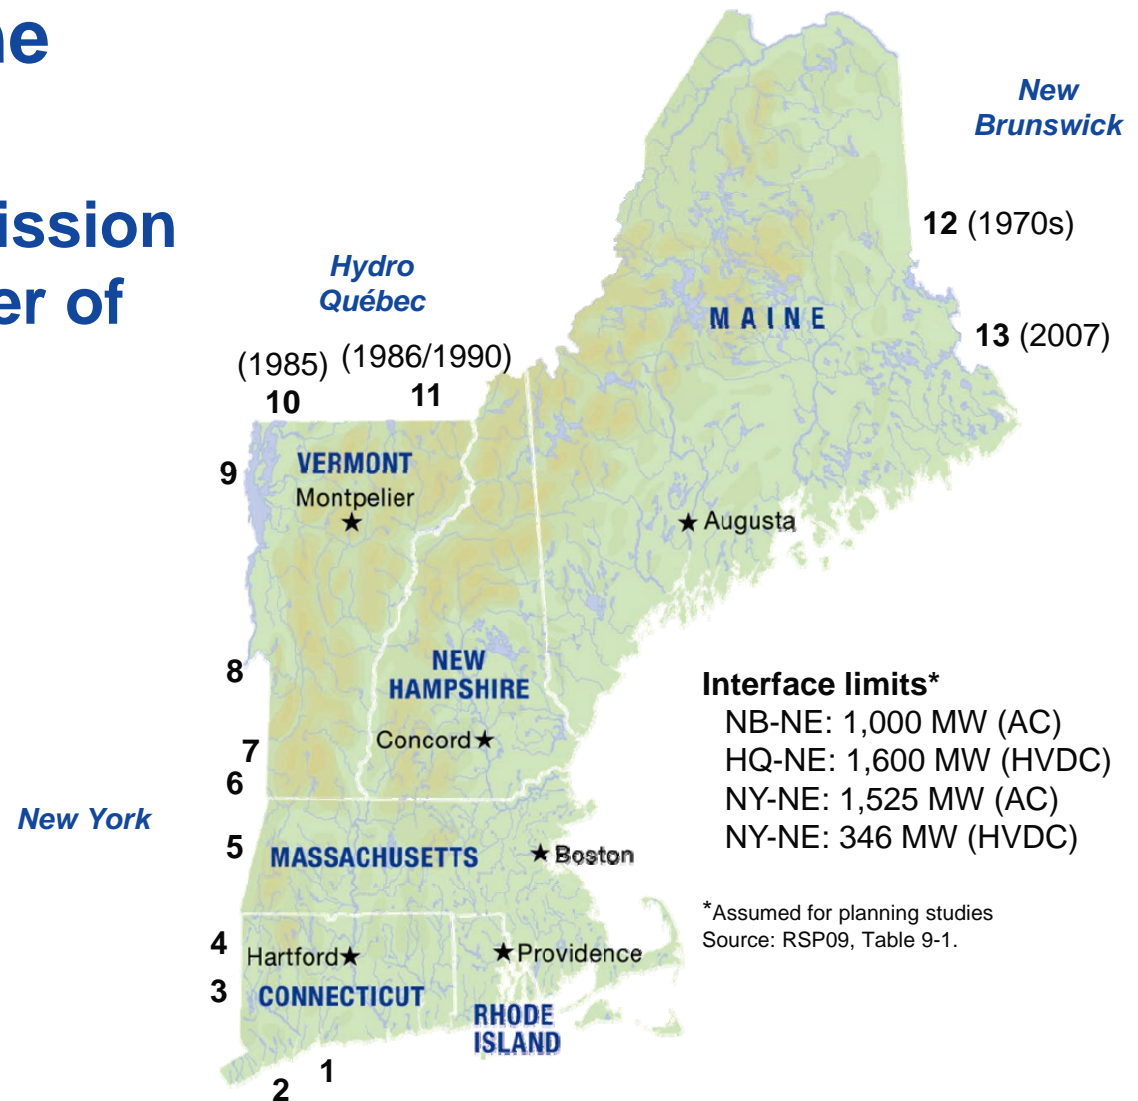 ne
ission
er of
New
Brunswick
12 (1970s)
Hydro
Québec
MAINE
13 (2007)
(1985) (1986/1990)
10 11
9
VERMONT
Montpelier
Augusta
8
NEW
HAMPSHIRE
Concord
7
6
New York
5
MASSACHUSETTS
Boston
4
Hartford
Providence
3
CONNECTICUT
RHODE
ISLAND
1
2
Interface limits*
NB-NE: 1,000 MW (AC)
HQ-NE: 1,600 MW (HVDC)
NY-NE: 1,525 MW (AC)
NY-NE: 346 MW (HVDC)
*Assumed for planning studies
Source: RSP09, Table 9-1.